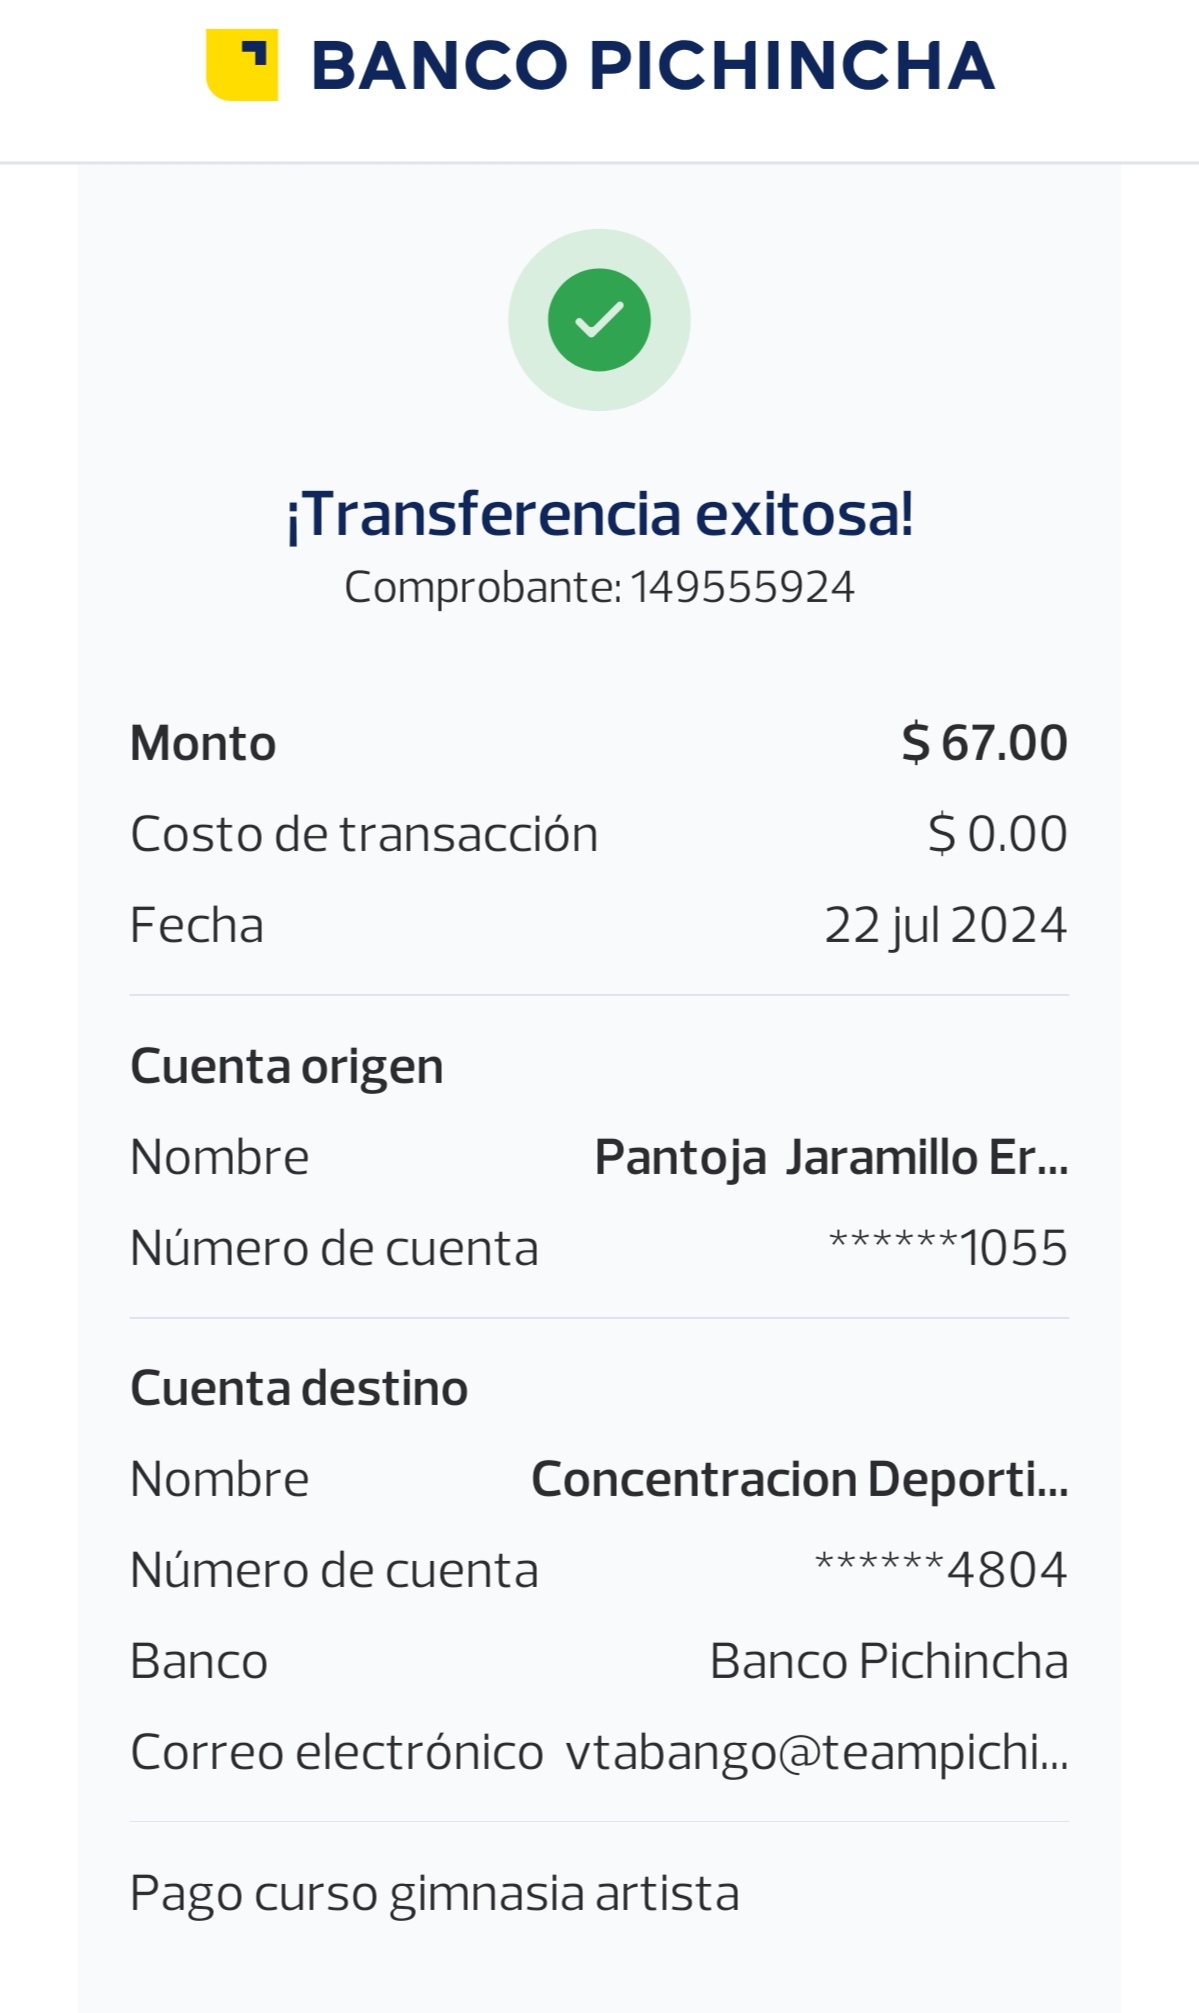 BANCO PICHINCHA
¡Transferencia exitosa!
Comprobante: 149555924
Monto $ 67.00
Costo de transacción $ 0.00
Fecha 22 jul 2024
Cuenta origen
Nombre Pantoja Jaramillo Er...
Número de cuenta ******1055
Cuenta destino
Nombre Concentracion Deporti...
Número de cuenta ******4804
Banco Banco Pichincha
Correo electrónico vtabango@teampichi...
Pago curso gimnasia artista